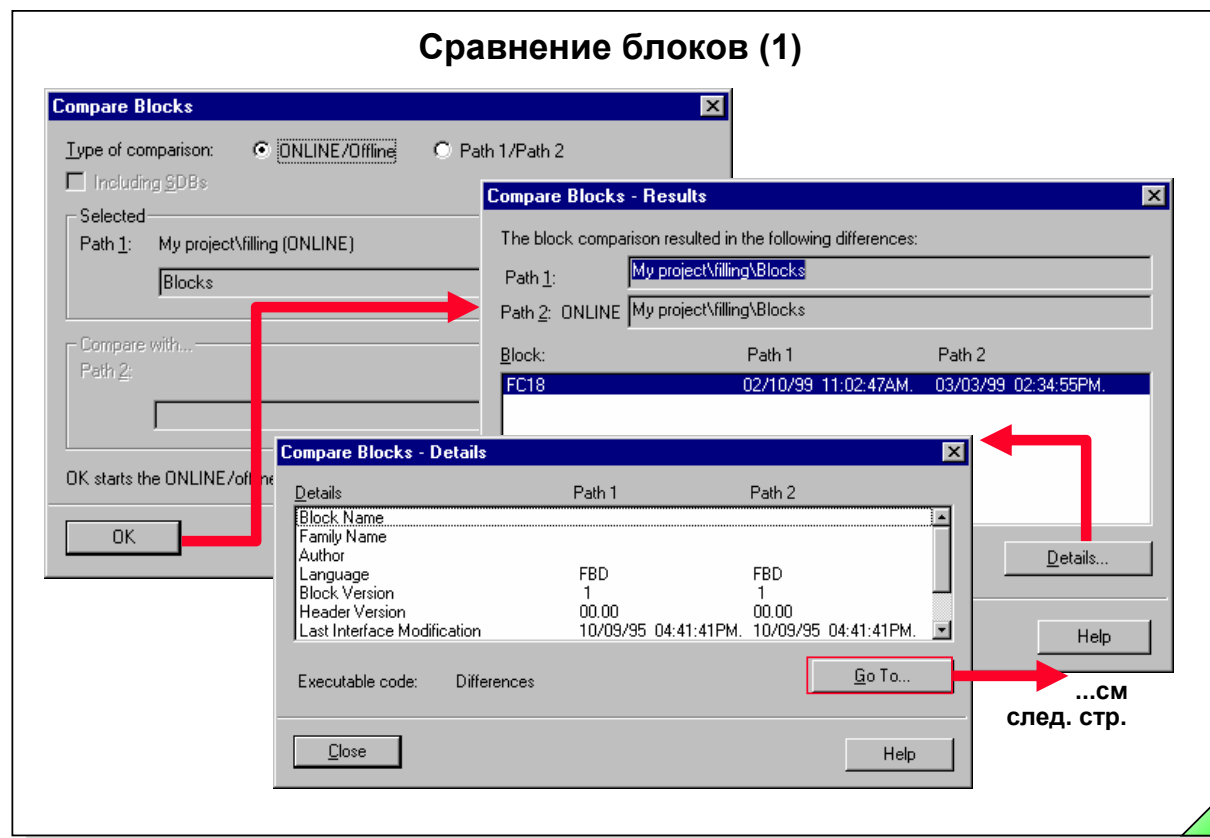 Сравнение блоков (1)
Compare Blocks
Type of comparison: ONLINE/Offline Path 1/Path 2
Including SDBs
Selected
Path 1: My project\filling (ONLINE)
Blocks
Compare with...
Path 2:
OK starts the ONLINE/offline
OK
Compare Blocks - Results
The block comparison resulted in the following differences:
Path 1: My project\filling\Blocks
Path 2: ONLINE My project\filling\Blocks
Block: Path 1 Path 2
FC18 02/10/99 11:02:47AM. 03/03/99 02:34:55PM.
Details...
Help
Compare Blocks - Details
Details Path 1 Path 2
Block Name
Family Name
Author
Language FBD FBD
Block Version 1 1
Header Version 00.00 00.00
Last Interface Modification 10/09/95 04:41:41PM. 10/09/95 04:41:41PM.
Executable code: Differences
Go To...
Close
Help
...см
след. стр.